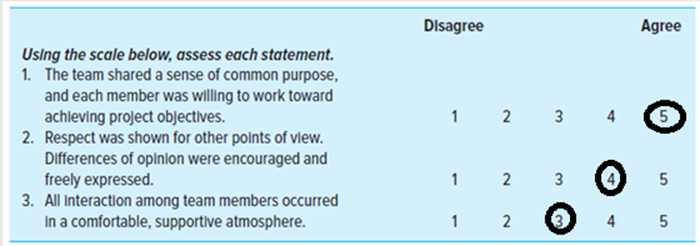 Disagree Agree
Using the scale below, assess each statement.
1. The team shared a sense of common purpose,
and each member was willing to work toward
achieving project objectives. 1 2 3 4 5
2. Respect was shown for other points of view.
Differences of opinion were encouraged and
freely expressed. 1 2 3 4 5
3. All interaction among team members occurred
in a comfortable, supportive atmosphere. 1 2 3 4 5